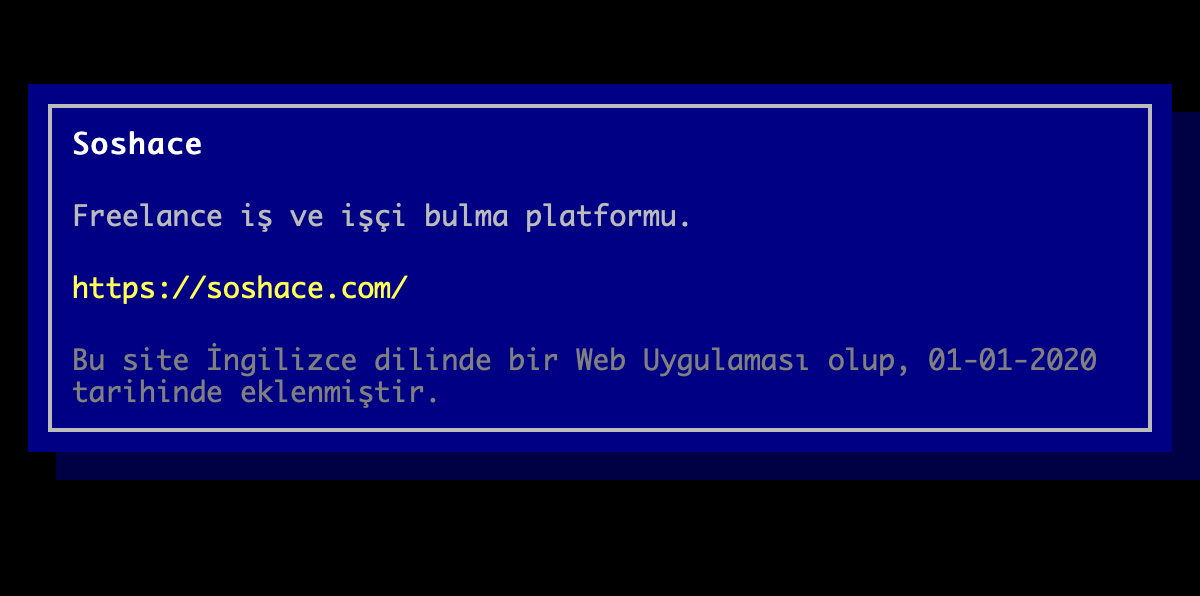 Soshace
Freelance iş ve işçi bulma platformu.
https://soshace.com/
Bu site İngilizce dilinde bir Web Uygulaması olup, 01-01-2020
tarihinde eklenmiştir.